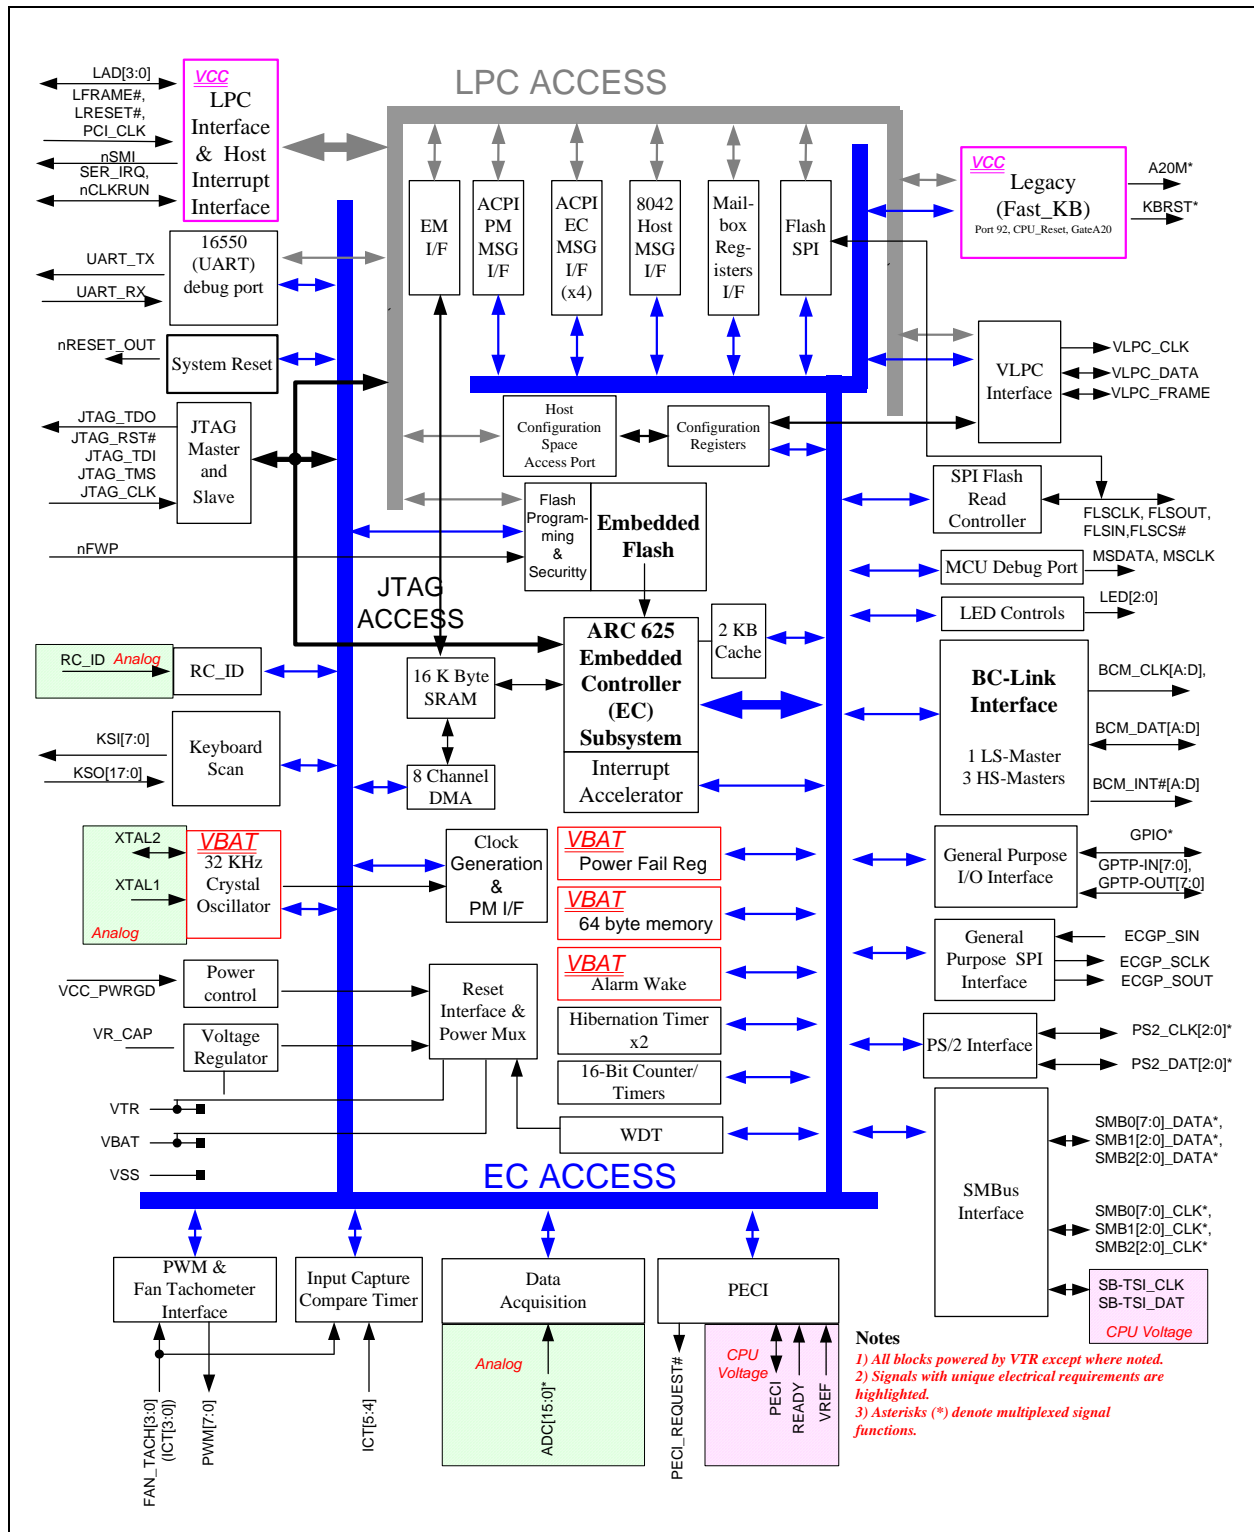 LPC ACCESS
LAD[3:0]
LFRAME#,
LRESET#,
PCI_CLK
nSMI
SER_IRQ,
nCLKRUN
VCC
LPC
Interface
& Host
Interrupt
Interface
EM
I/F
ACPI
PM
MSG
I/F
ACPI
EC
MSG
I/F
(x4)
8042
Host
MSG
I/F
Mail-
box
Reg-
isters
I/F
Flash
SPI
VCC
Legacy
(Fast_KB)
Port 92, CPU_Reset, GateA20
A20M*
KBRST*
UART_TX
UART_RX
16550
(UART)
debug port
nRESET_OUT
System Reset
VLPC
Interface
VLPC_CLK
VLPC_DATA
VLPC_FRAME
JTAG_TDO
JTAG_RST#
JTAG_TDI
JTAG_TMS
JTAG_CLK
JTAG
Master
and
Slave
Host
Configuration
Space
Access Port
Configuration
Registers
SPI Flash
Read
Controller
FLSCLK, FLSOUT,
FLSIN,FLSCS#
nFWP
Flash
Program-
ming
&
Securitty
Embedded
Flash
MCU Debug Port
MSDATA, MSCLK
JTAG
ACCESS
LED Controls
LED[2:0]
RC_ID
Analog
RC_ID
16 K Byte
SRAM
ARC 625
Embedded
Controller
(EC)
Subsystem
2 KB
Cache
BC-Link
Interface
1 LS-Master
3 HS-Masters
BCM_CLK[A:D],
BCM_DAT[A:D]
BCM_INT#[A:D]
KSI[7:0]
KSO[17:0]
Keyboard
Scan
8 Channel
DMA
Interrupt
Accelerator
XTAL2
XTAL1
Analog
VBAT
32 KHz
Crystal
Oscillator
Clock
Generation
&
PM I/F
VBAT
Power Fail Reg
VBAT
64 byte memory
VBAT
Alarm Wake
General Purpose
I/O Interface
GPIO*
GPTP-IN[7:0],
GPTP-OUT[7:0]
General
Purpose SPI
Interface
ECGP_SIN
ECGP_SCLK
ECGP_SOUT
VCC_PWRGD
Power
control
VR_CAP
Voltage
Regulator
Reset
Interface &
Power Mux
Hibernation Timer
x2
16-Bit Counter/
Timers
WDT
PS/2 Interface
PS2_CLK[2:0]*
PS2_DAT[2:0]*
VTR
VBAT
VSS
EC ACCESS
SMBus
Interface
SMB0[7:0]_DATA*,
SMB1[2:0]_DATA*,
SMB2[2:0]_DATA*
SMB0[7:0]_CLK*,
SMB1[2:0]_CLK*,
SMB2[2:0]_CLK*
SB-TSI_CLK
SB-TSI_DAT
CPU Voltage
PWM &
Fan Tachometer
Interface
Input Capture
Compare Timer
Data
Acquisition
PECI
FAN_TACH[3:0]
(ICT[3:0])
PWM[7:0]
ICT[5:4]
Analog
ADC[15:0]*
PECI_REQUEST#
CPU
Voltage
PECI
READY
VREF
Notes
1) All blocks powered by VTR except where noted.
2) Signals with unique electrical requirements are
highlighted.
3) Asterisks (*) denote multiplexed signal
functions.